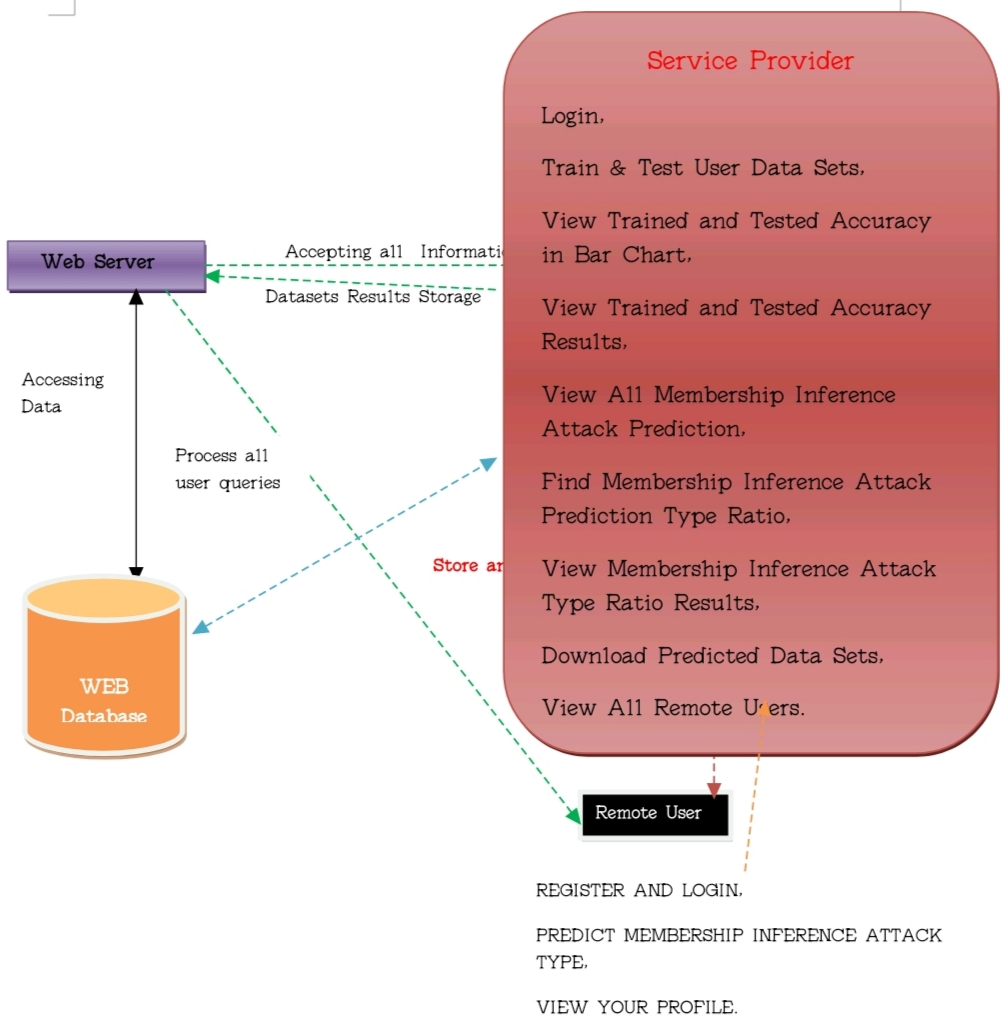 Service Provider
Login,
Train & Test User Data Sets,
View Trained and Tested Accuracy
in Bar Chart,
View Trained and Tested Accuracy
Results,
View All Membership Inference
Attack Prediction,
Find Membership Inference Attack
Prediction Type Ratio,
View Membership Inference Attack
Type Ratio Results,
Download Predicted Data Sets,
View All Remote Users.
Web Server
Accepting all Informati
Datasets Results Storage
Accessing
Data
Process all
user queries
Store
WEB
Database
Remote User
REGISTER AND LOGIN,
PREDICT MEMBERSHIP INFERENCE ATTACK
TYPE,
VIEW YOUR PROFILE.